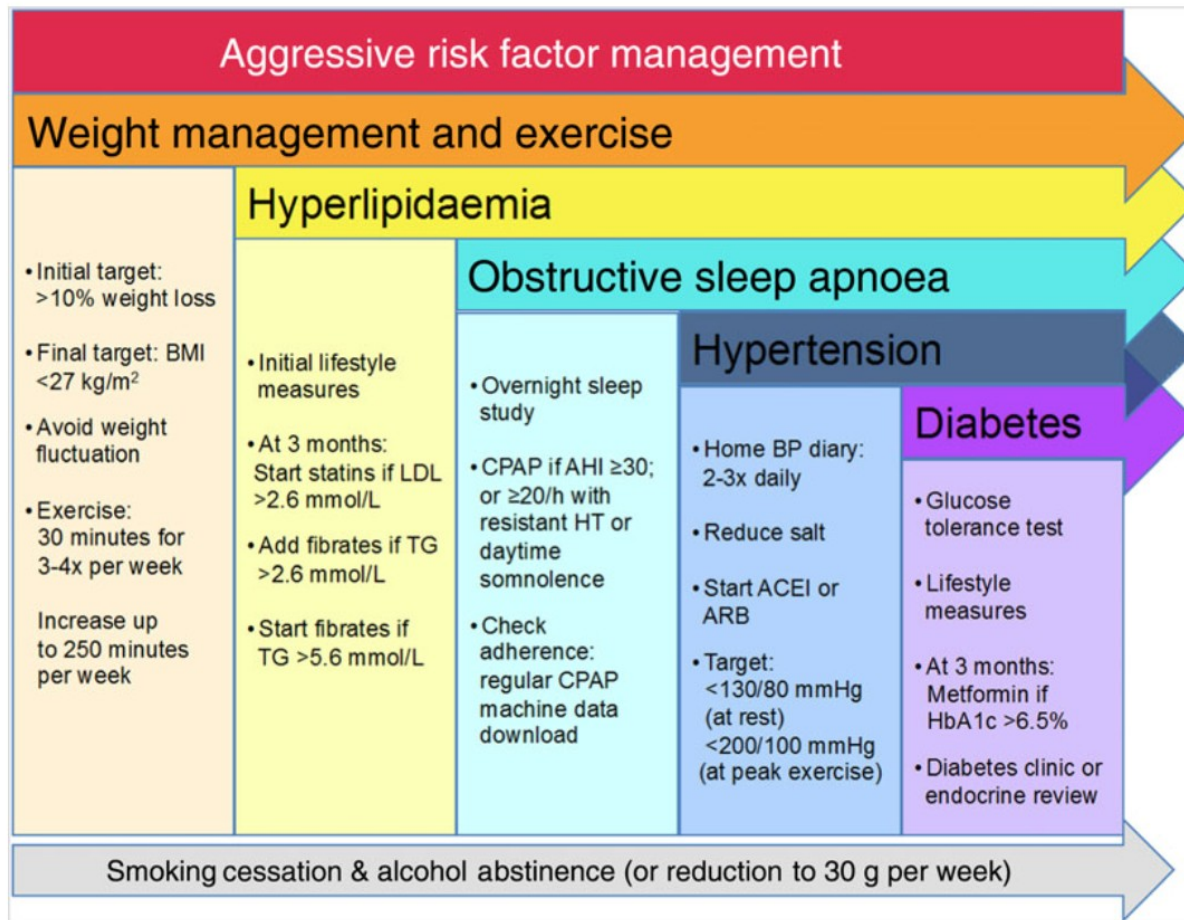 Aggressive risk factor management
Weight management and exercise
• Initial target:
>10% weight loss
• Final target: BMI
<27 kg/m²
• Avoid weight
fluctuation
• Exercise:
30 minutes for
3-4x per week
Increase up
to 250 minutes
per week
Hyperlipidaemia
• Initial lifestyle
measures
• At 3 months:
Start statins if LDL
>2.6 mmol/L
• Add fibrates if TG
>2.6 mmol/L
• Start fibrates if
TG >5.6 mmol/L
Obstructive sleep apnoea
• Overnight sleep
study
• CPAP if AHI ≥30;
or ≥20/h with
resistant HT or
daytime
somnolence
• Check
adherence:
regular CPAP
machine data
download
Hypertension
• Home BP diary:
2-3x daily
• Reduce salt
• Start ACEI or
ARB
• Target:
<130/80 mmHg
(at rest)
<200/100 mmHg
(at peak exercise)
Diabetes
• Glucose
tolerance test
• Lifestyle
measures
• At 3 months:
Metformin if
HbA1c >6.5%
• Diabetes clinic or
endocrine review
Smoking cessation & alcohol abstinence (or reduction to 30 g per week)